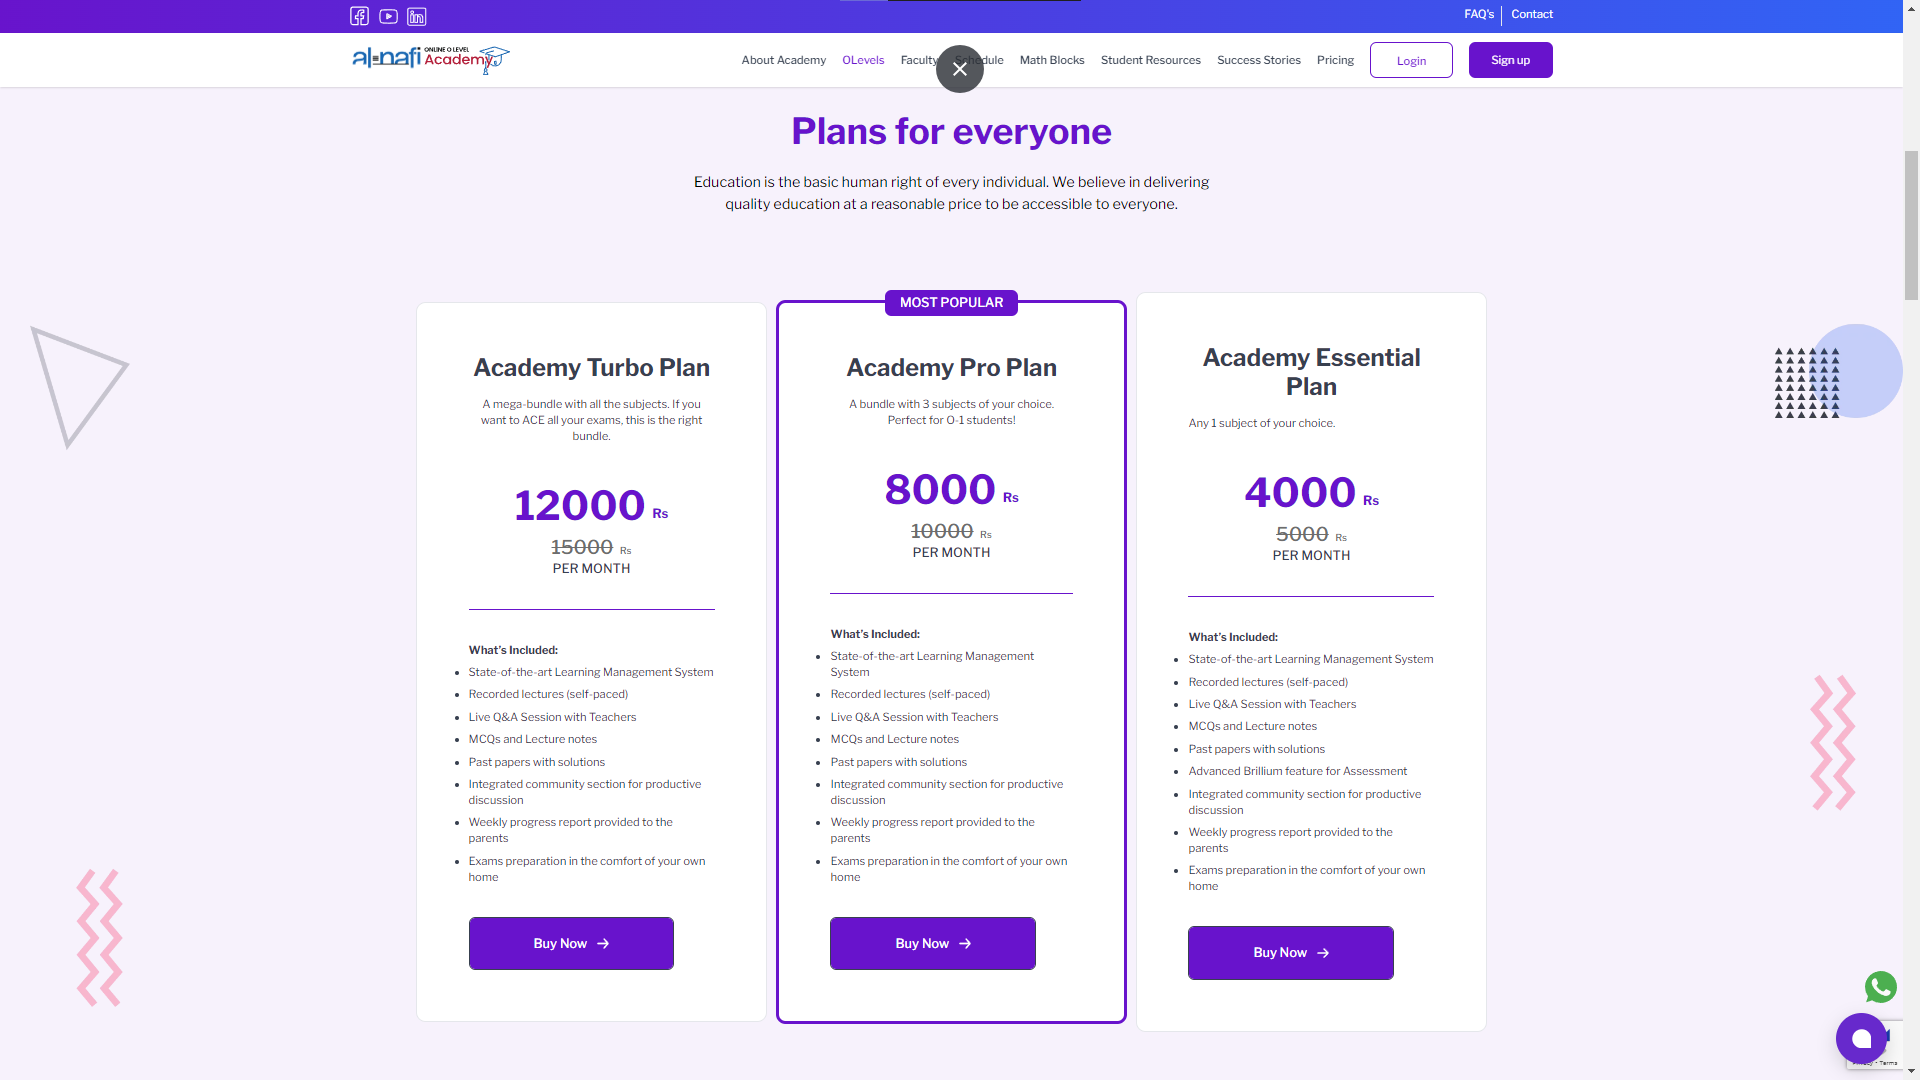 FAQ's
Contact
al-nafi
ONLINE O LEVEL
Academy
About Academy
OLevels
Faculty
Math Blocks
Student Resources
Success Stories
Pricing
Login
Sign up
Plans for everyone
Education is the basic human right of every individual. We believe in delivering
quality education at a reasonable price to be accessible to everyone.
Academy Turbo Plan
A mega-bundle with all the subjects. If you
want to ACE all your exams, this is the right
bundle.
12000 Rs
15000 Rs
PER MONTH
What's Included:
State-of-the-art Learning Management System
Recorded lectures (self-paced)
Live Q&A Session with Teachers
MCQs and Lecture notes
Past papers with solutions
Integrated community section for productive
discussion
Weekly progress report provided to the
parents
Exams preparation in the comfort of your own
home
Buy Now
MOST POPULAR
Academy Pro Plan
A bundle with 3 subjects of your choice.
Perfect for O-1 students!
8000 Rs
10000 Rs
PER MONTH
What's Included:
State-of-the-art Learning Management
System
Recorded lectures (self-paced)
Live Q&A Session with Teachers
MCQs and Lecture notes
Past papers with solutions
Integrated community section for productive
discussion
Weekly progress report provided to the
parents
Exams preparation in the comfort of your own
home
Buy Now
Academy Essential
Plan
Any 1 subject of your choice.
4000 Rs
5000 Rs
PER MONTH
What's Included:
State-of-the-art Learning Management System
Recorded lectures (self-paced)
Live Q&A Session with Teachers
MCQs and Lecture notes
Past papers with solutions
Advanced Brillium feature for Assessment
Integrated community section for productive
discussion
Weekly progress report provided to the
parents
Exams preparation in the comfort of your own
home
Buy Now
Terms